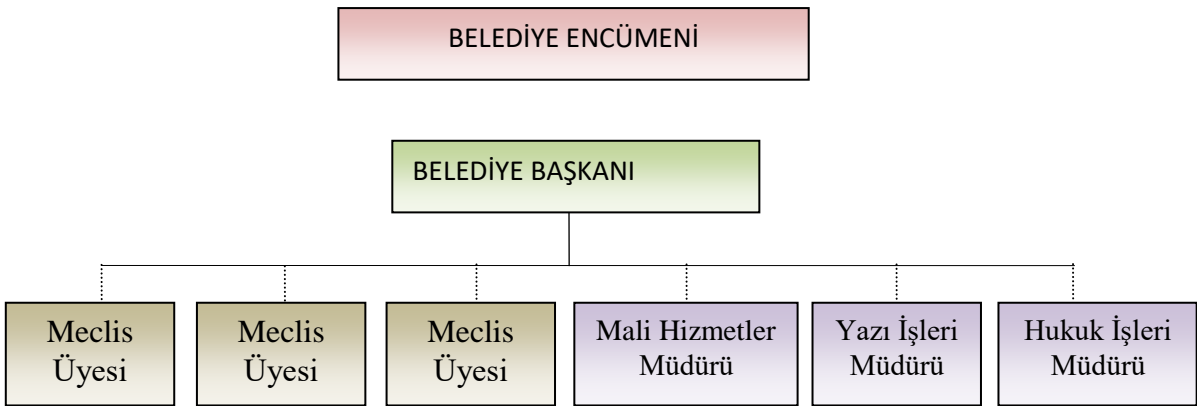 BELEDİYE ENCÜMENİ
BELEDİYE BAŞKANI
Meclis
Üyesi
Meclis
Üyesi
Meclis
Üyesi
Mali Hizmetler
Müdürü
Yazı İşleri
Müdürü
Hukuk İşleri
Müdürü